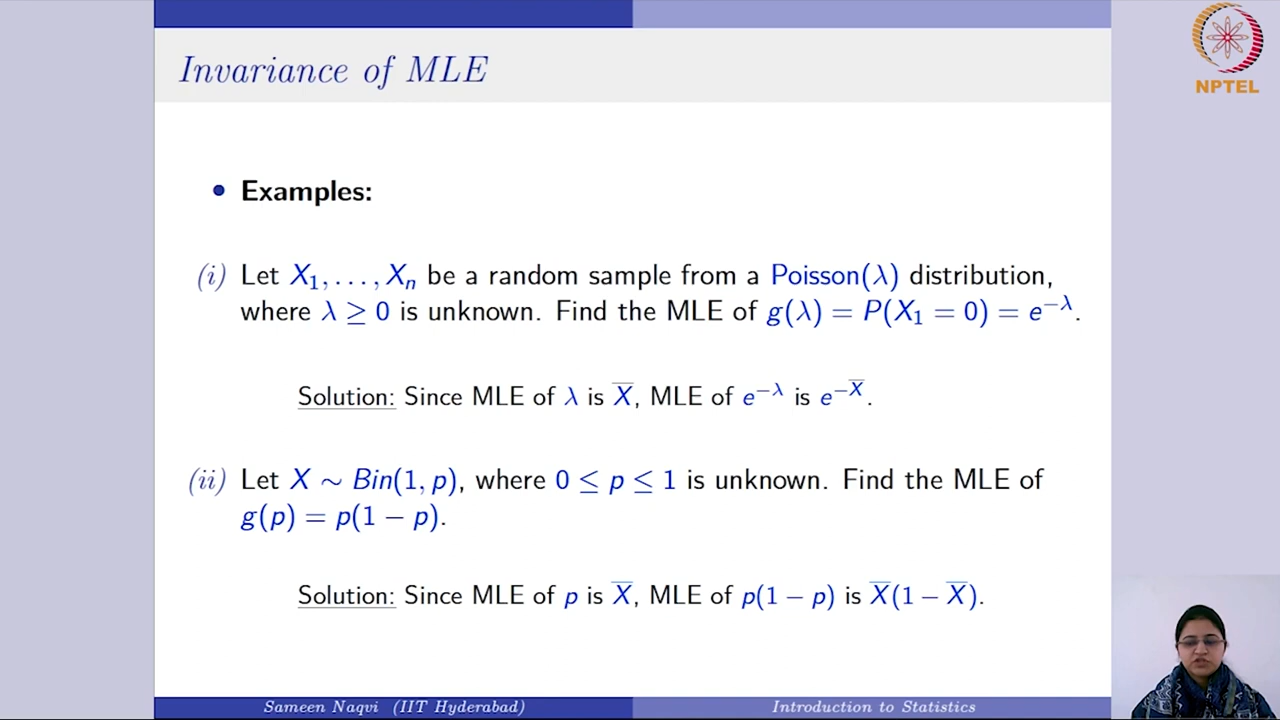 Invariance of MLE
NPTEL
• Examples:
(i) Let X₁, . . . , Xₙ be a random sample from a Poisson(λ) distribution,
where λ ≥ 0 is unknown. Find the MLE of g(λ) = P(X₁ = 0) = e^{−λ}.
Solution: Since MLE of λ is X̅, MLE of e^{−λ} is e^{−X̅}.
(ii) Let X ∼ Bin(1, p), where 0 ≤ p ≤ 1 is unknown. Find the MLE of
g(p) = p(1 − p).
Solution: Since MLE of p is X̅, MLE of p(1 − p) is X̅(1 − X̅).
Sameen Naqvi (IIT Hyderabad)
Introduction to Statistics